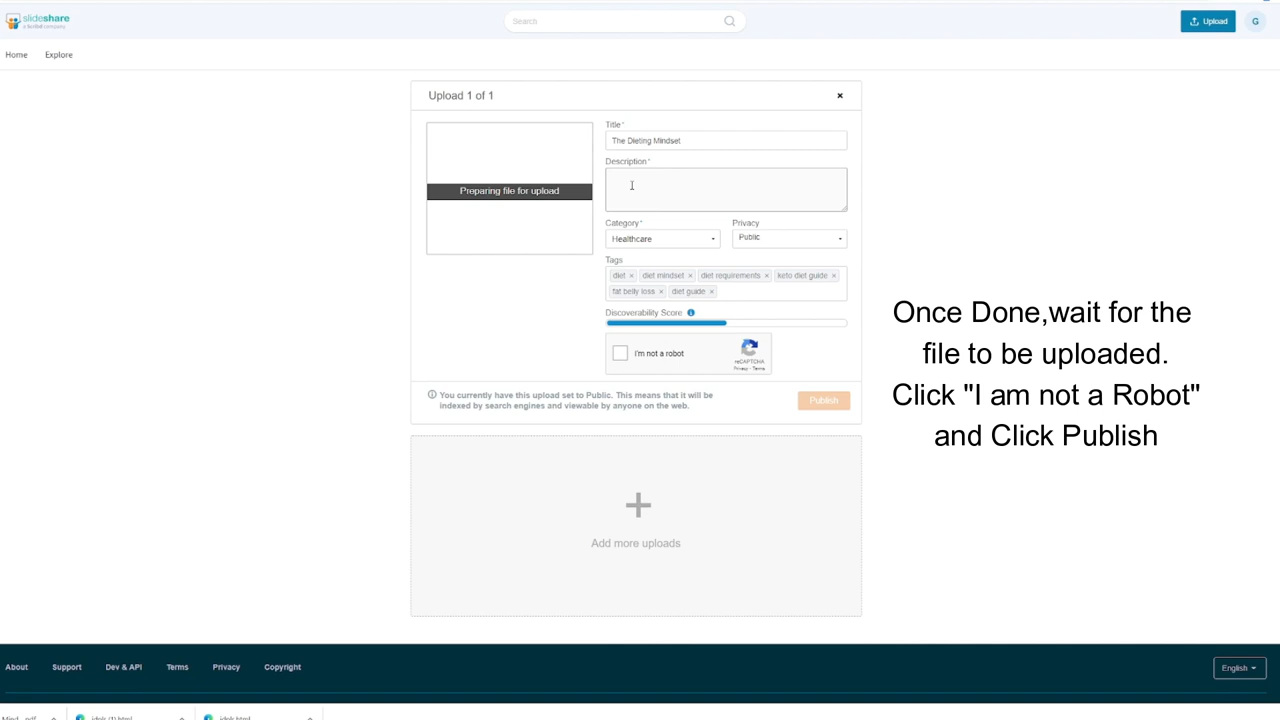 slideshare
a Scribd company
Search
Upload
G
Home
Explore
Upload 1 of 1
×
Preparing file for upload
Title*
The Dieting Mindset
Description*
Category*
Privacy
Healthcare
Public
Tags
diet × diet mindset × diet requirements × keto diet guide ×
fat belly loss × diet guide ×
Discoverability Score
I'm not a robot
reCAPTCHA
Privacy - Terms
You currently have this upload set to Public. This means that it will be
indexed by search engines and viewable by anyone on the web.
Publish
Once Done,wait for the
file to be uploaded.
Click "I am not a Robot"
and Click Publish
Add more uploads
About
Support
Dev & API
Terms
Privacy
Copyright
English